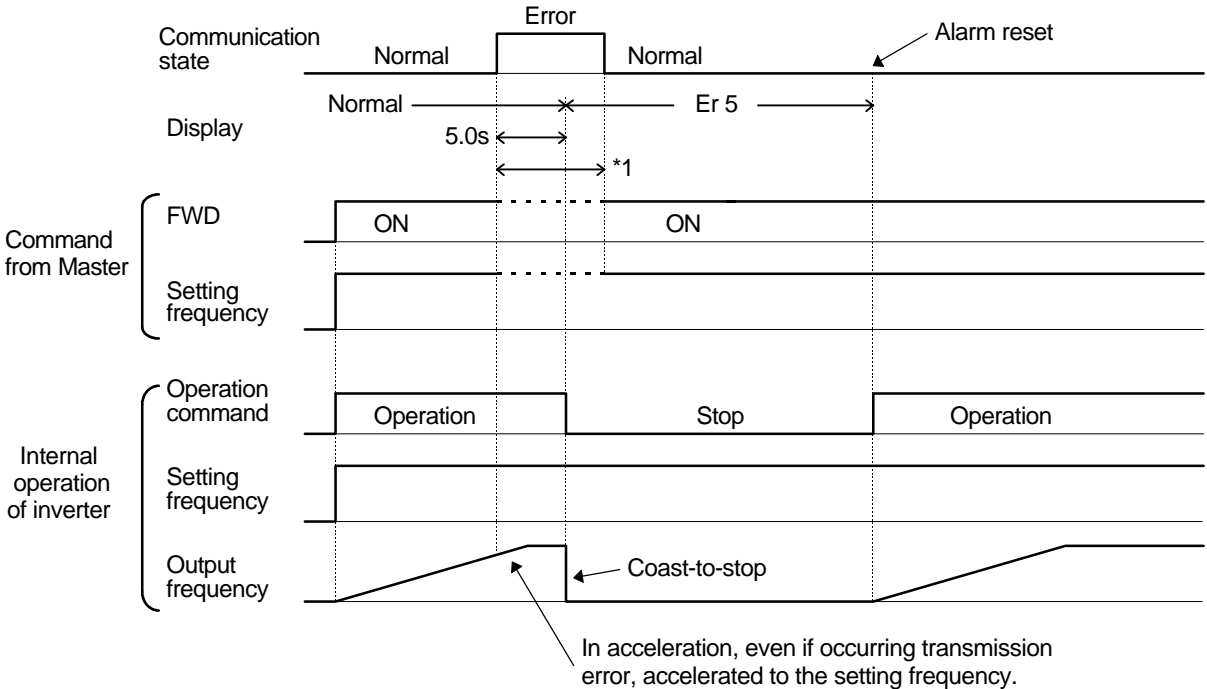 Error
Communication
state
Normal
Normal
Alarm reset
Normal
Er 5
Display
5.0s
*1
FWD
ON
ON
Command
from Master
Setting
frequency
Operation
command
Operation
Stop
Operation
Internal
operation
of inverter
Setting
frequency
Output
frequency
Coast-to-stop
In acceleration, even if occurring transmission
error, accelerated to the setting frequency.